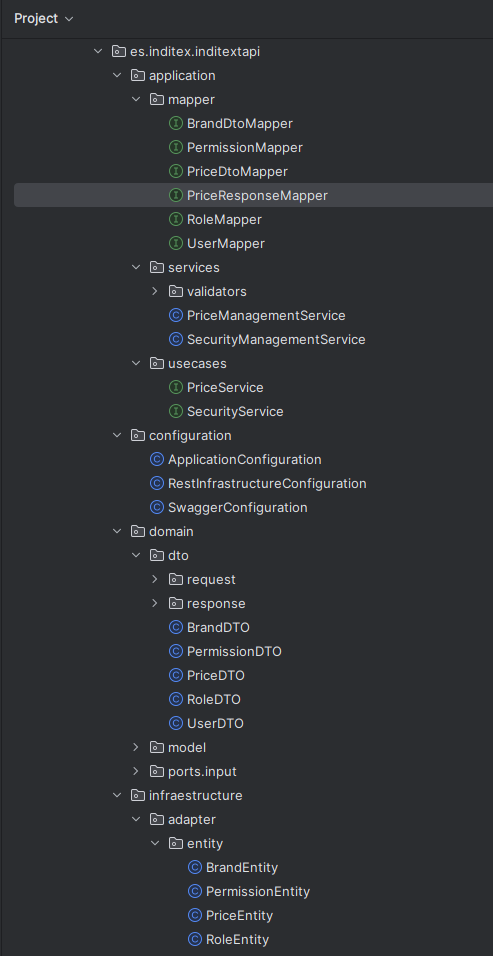 Project
es.inditex.inditextapi
application
mapper
BrandDtoMapper
PermissionMapper
PriceDtoMapper
PriceResponseMapper
RoleMapper
UserMapper
services
validators
PriceManagementService
SecurityManagementService
usecases
PriceService
SecurityService
configuration
ApplicationConfiguration
RestInfrastructureConfiguration
SwaggerConfiguration
domain
dto
request
response
BrandDTO
PermissionDTO
PriceDTO
RoleDTO
UserDTO
model
ports.input
infraestructure
adapter
entity
BrandEntity
PermissionEntity
PriceEntity
RoleEntity